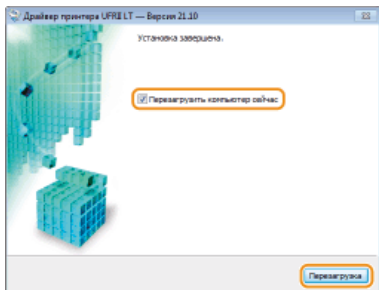 Драйвер принтера UFRII LT — Версия 21.10
Установка завершена.
Перезагрузить компьютер сейчас
Перезагрузка